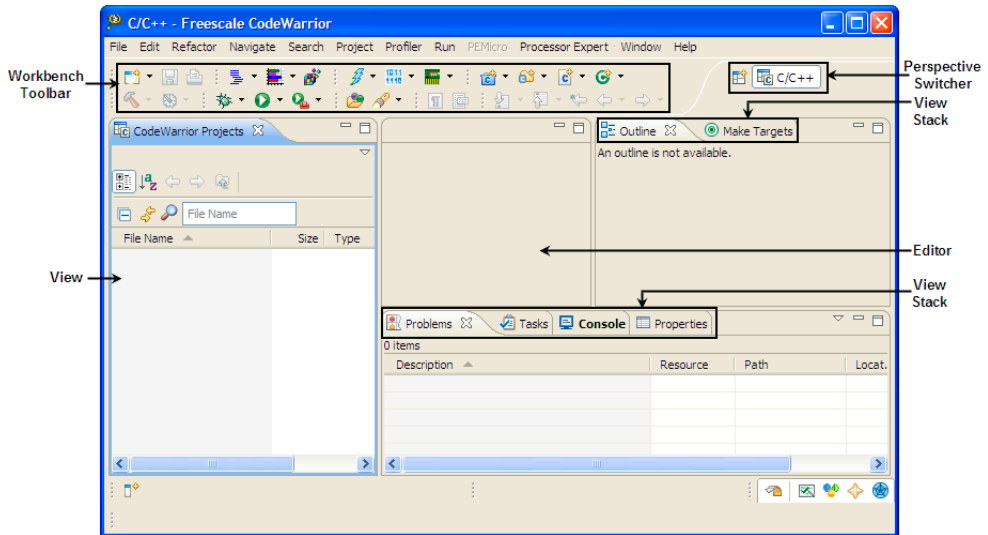 C/C++ - Freescale CodeWarrior
File Edit Refactor Navigate Search Project Profiler Run PEMicro Processor Expert Window Help
Workbench
Toolbar
C/C++
Perspective
Switcher
View
Stack
CodeWarrior Projects
Outline
Make Targets
An outline is not available.
File Name
File Name Size Type
View
Editor
View
Stack
Problems Tasks Console Properties
0 items
Description Resource Path Locat.